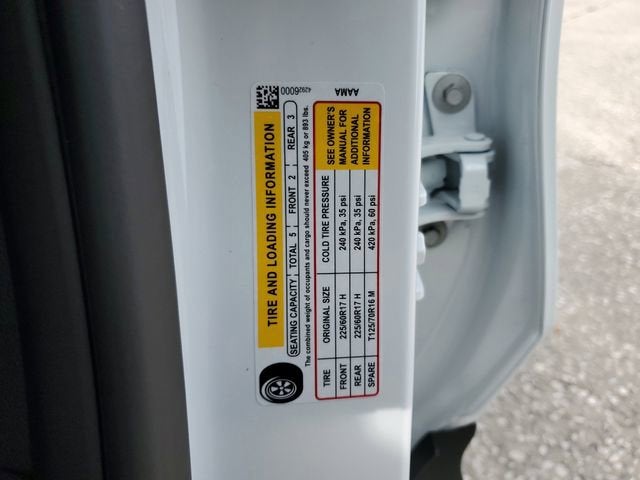 42926000
AAMA
TIRE AND LOADING INFORMATION
SEATING CAPACITY TOTAL 5 FRONT 2 REAR 3
The combined weight of occupants and cargo should never exceed 405 kg or 893 lbs.
TIRE ORIGINAL SIZE COLD TIRE PRESSURE
FRONT 225/60R17 H 240 kPa, 35 psi
REAR 225/60R17 H 240 kPa, 35 psi
SPARE T125/70R16 M 420 kPa, 60 psi
SEE OWNER'S
MANUAL FOR
ADDITIONAL
INFORMATION